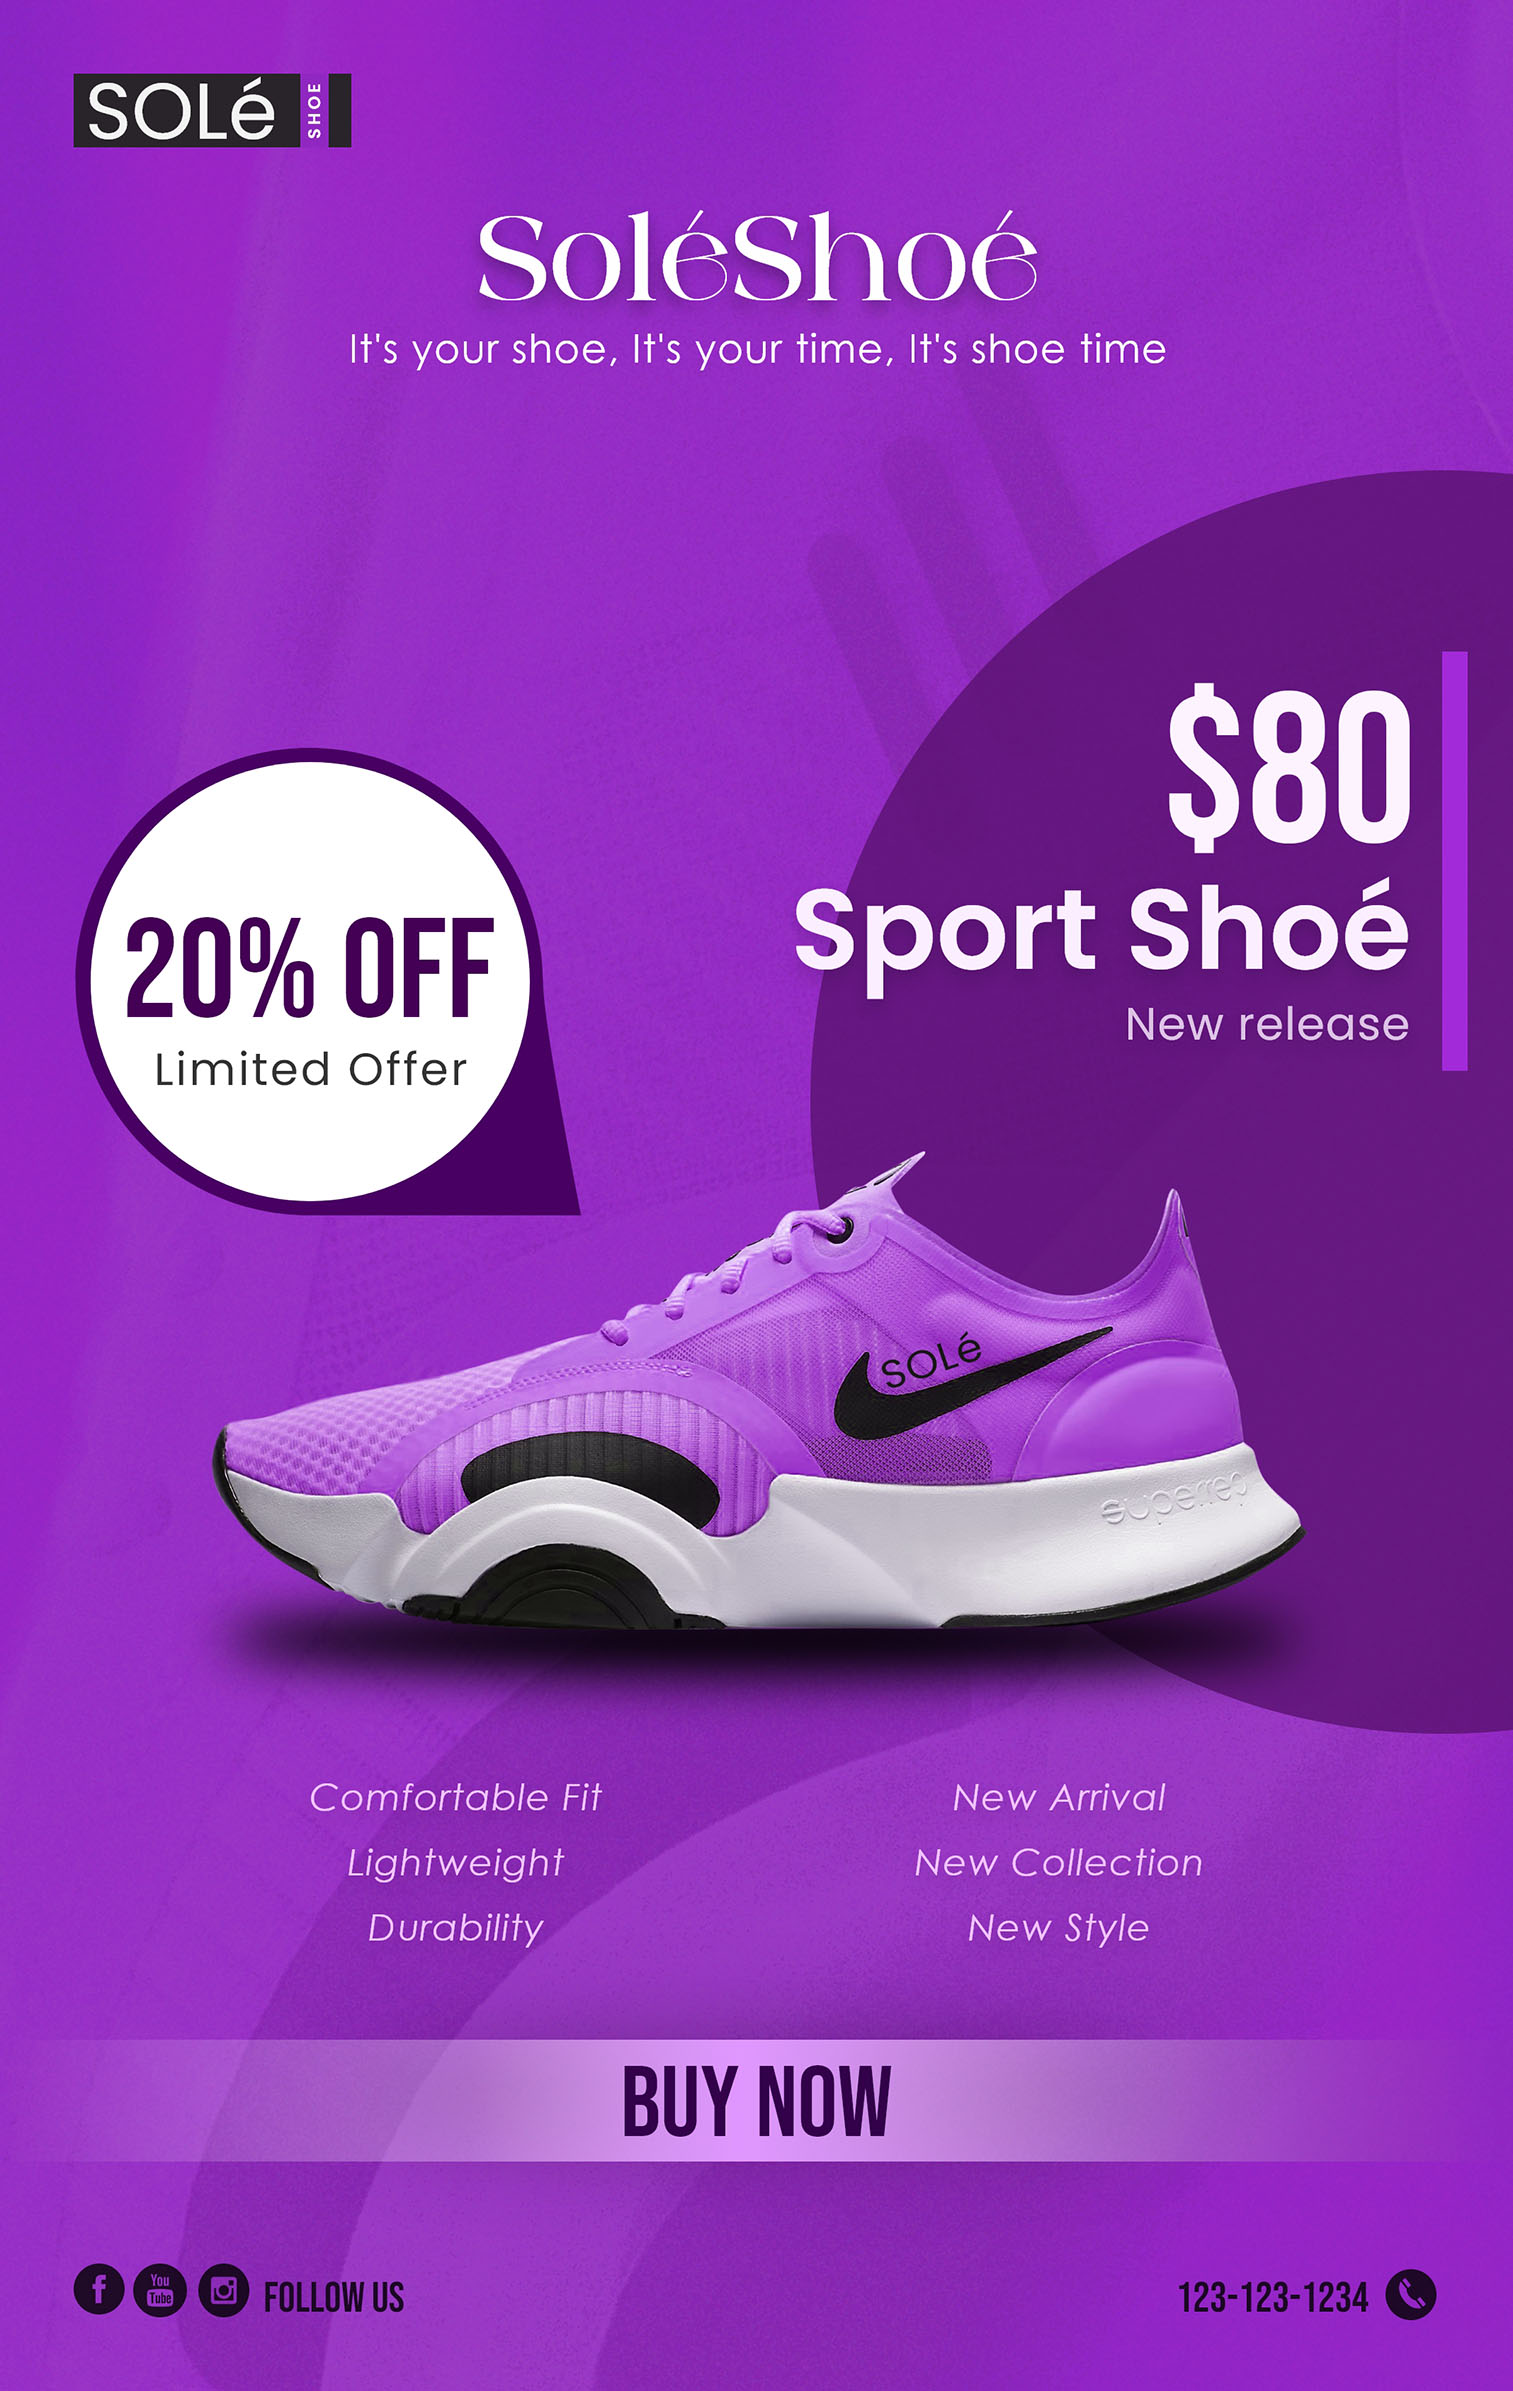 SOLé SHOE
SoléShoé
It's your shoe, It's your time, It's shoe time
$80
Sport Shoé
New release
20% OFF
Limited Offer
SOLé
superrep
Comfortable Fit
Lightweight
Durability
New Arrival
New Collection
New Style
BUY NOW
f
You
Tube
FOLLOW US
123-123-1234